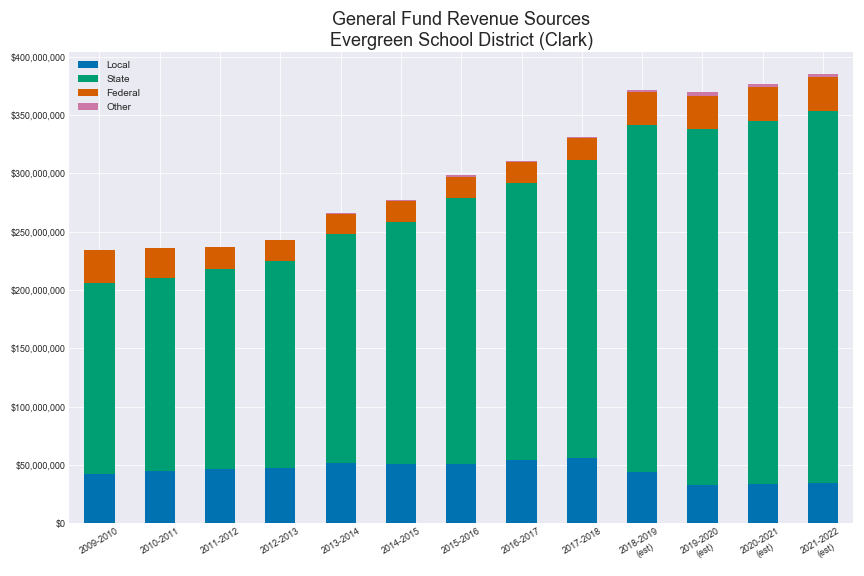 General Fund Revenue Sources
Evergreen School District (Clark)
$400,000,000
$350,000,000
$300,000,000
$250,000,000
$200,000,000
$150,000,000
$100,000,000
$50,000,000
$0
Local
State
Federal
Other
2009-2010
2010-2011
2011-2012
2012-2013
2013-2014
2014-2015
2015-2016
2016-2017
2017-2018
2018-2019
(est)
2019-2020
(est)
2020-2021
(est)
2021-2022
(est)